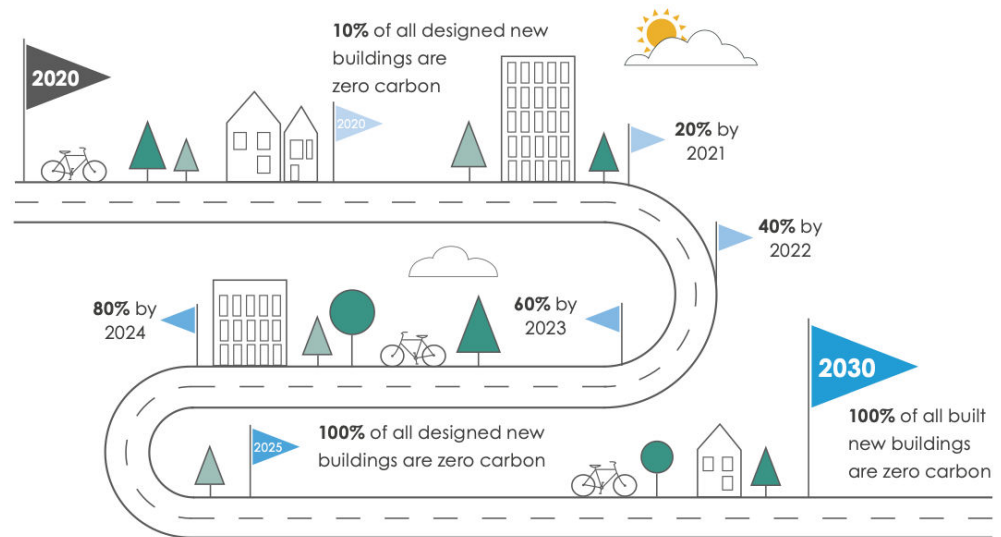 2020
10% of all designed new
buildings are
zero carbon
2020
20% by
2021
40% by
2022
60% by
2023
80% by
2024
2025
100% of all designed new
buildings are zero carbon
2030
100% of all built
new buildings
are zero carbon